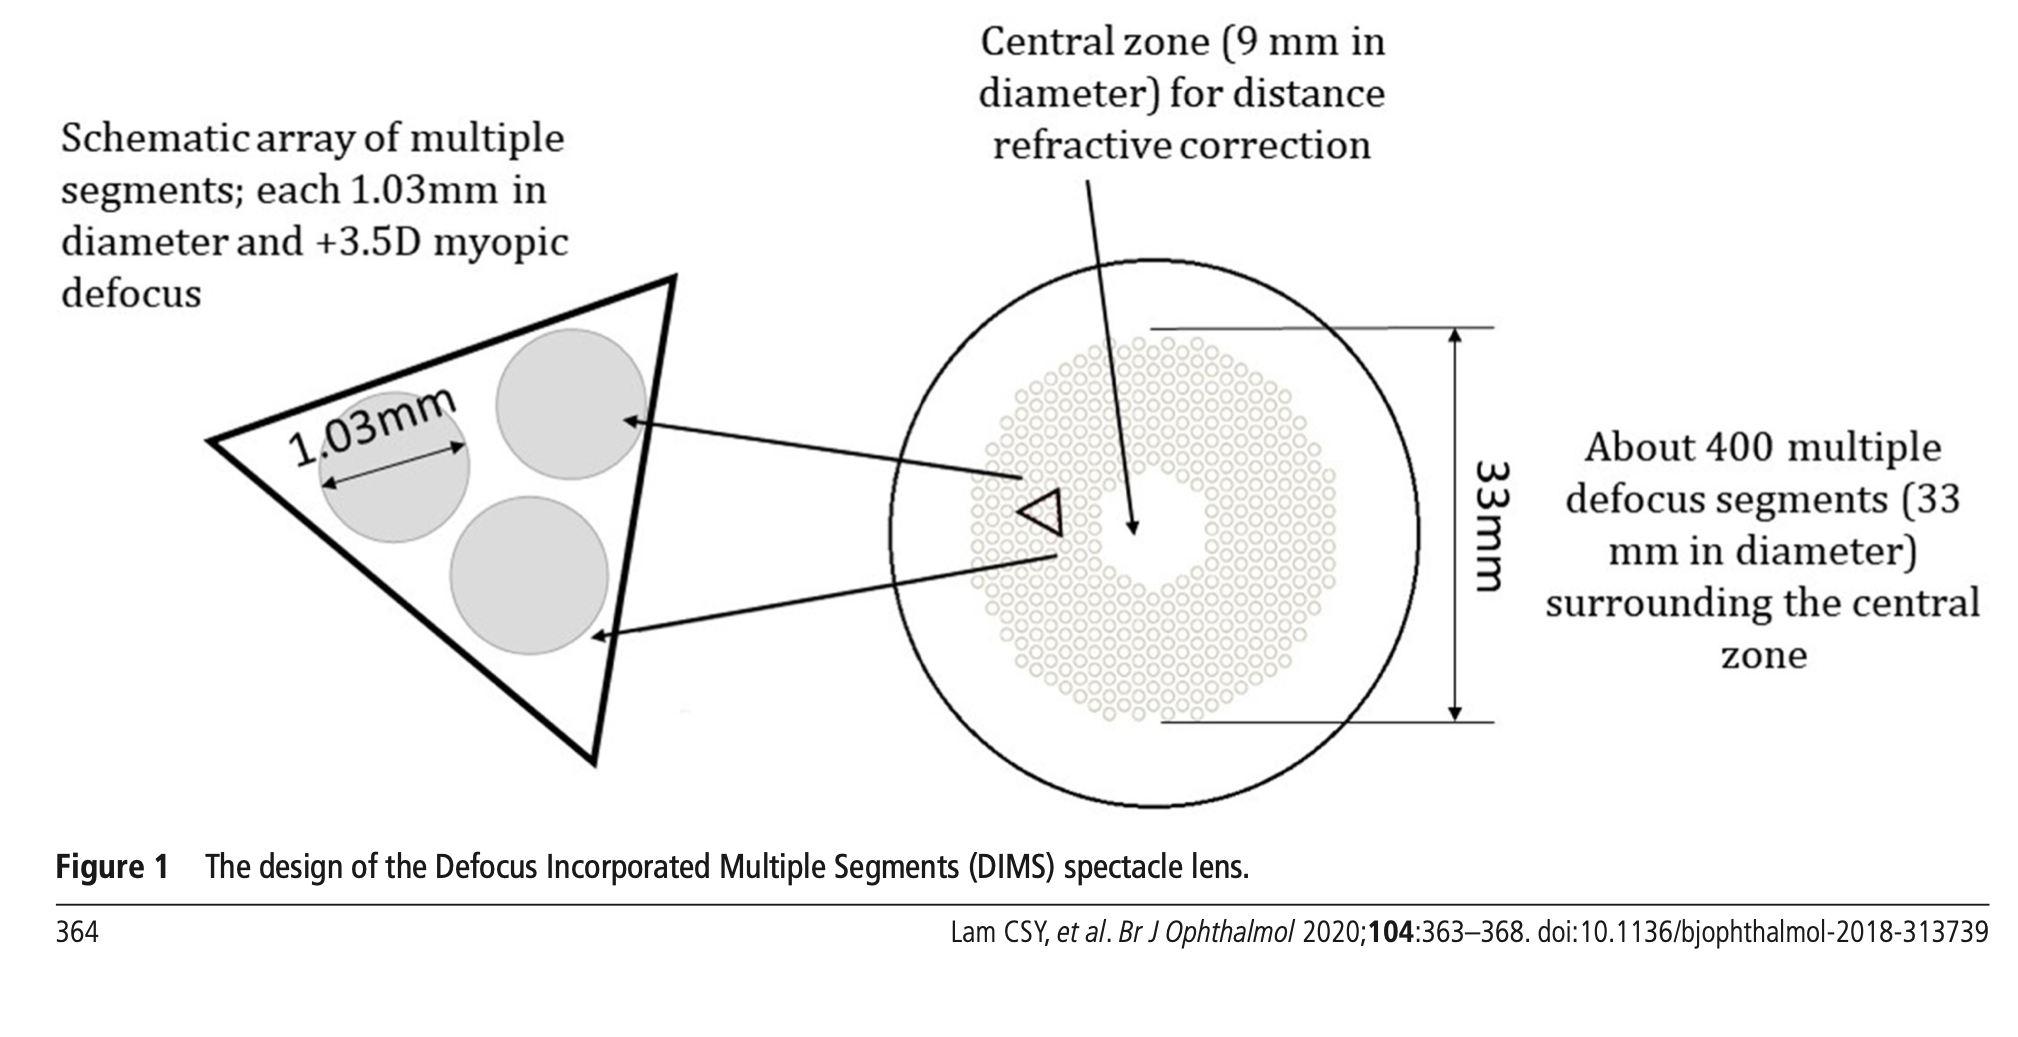 Central zone (9 mm in
diameter) for distance
refractive correction
Schematic array of multiple
segments; each 1.03mm in
diameter and +3.5D myopic
defocus
1.03mm
33mm
About 400 multiple
defocus segments (33
mm in diameter)
surrounding the central
zone
Figure 1 The design of the Defocus Incorporated Multiple Segments (DIMS) spectacle lens.
364
Lam CSY, et al. Br J Ophthalmol 2020;104:363–368. doi:10.1136/bjophthalmol-2018-313739